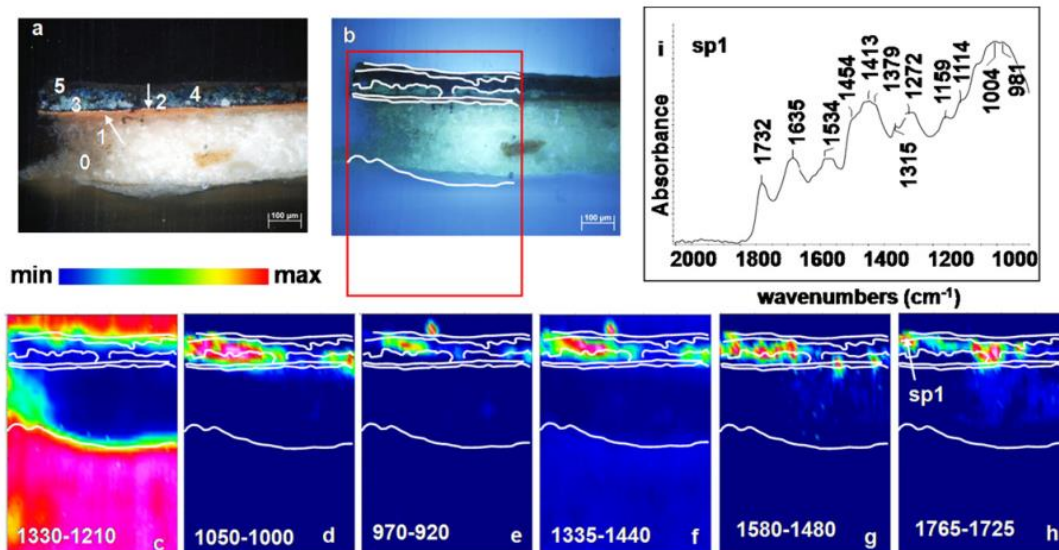 a
5
3
2
4
1
0
100 µm
b
100 µm
i
sp1
1732
1635
1534
1454
1413
1379
1315
1272
1159
1114
1004
981
Absorbance
2000 1800 1600 1400 1200 1000
wavenumbers (cm-1)
min
max
1330-1210 c
1050-1000 d
970-920 e
1335-1440 f
1580-1480 g
sp1
1765-1725 h